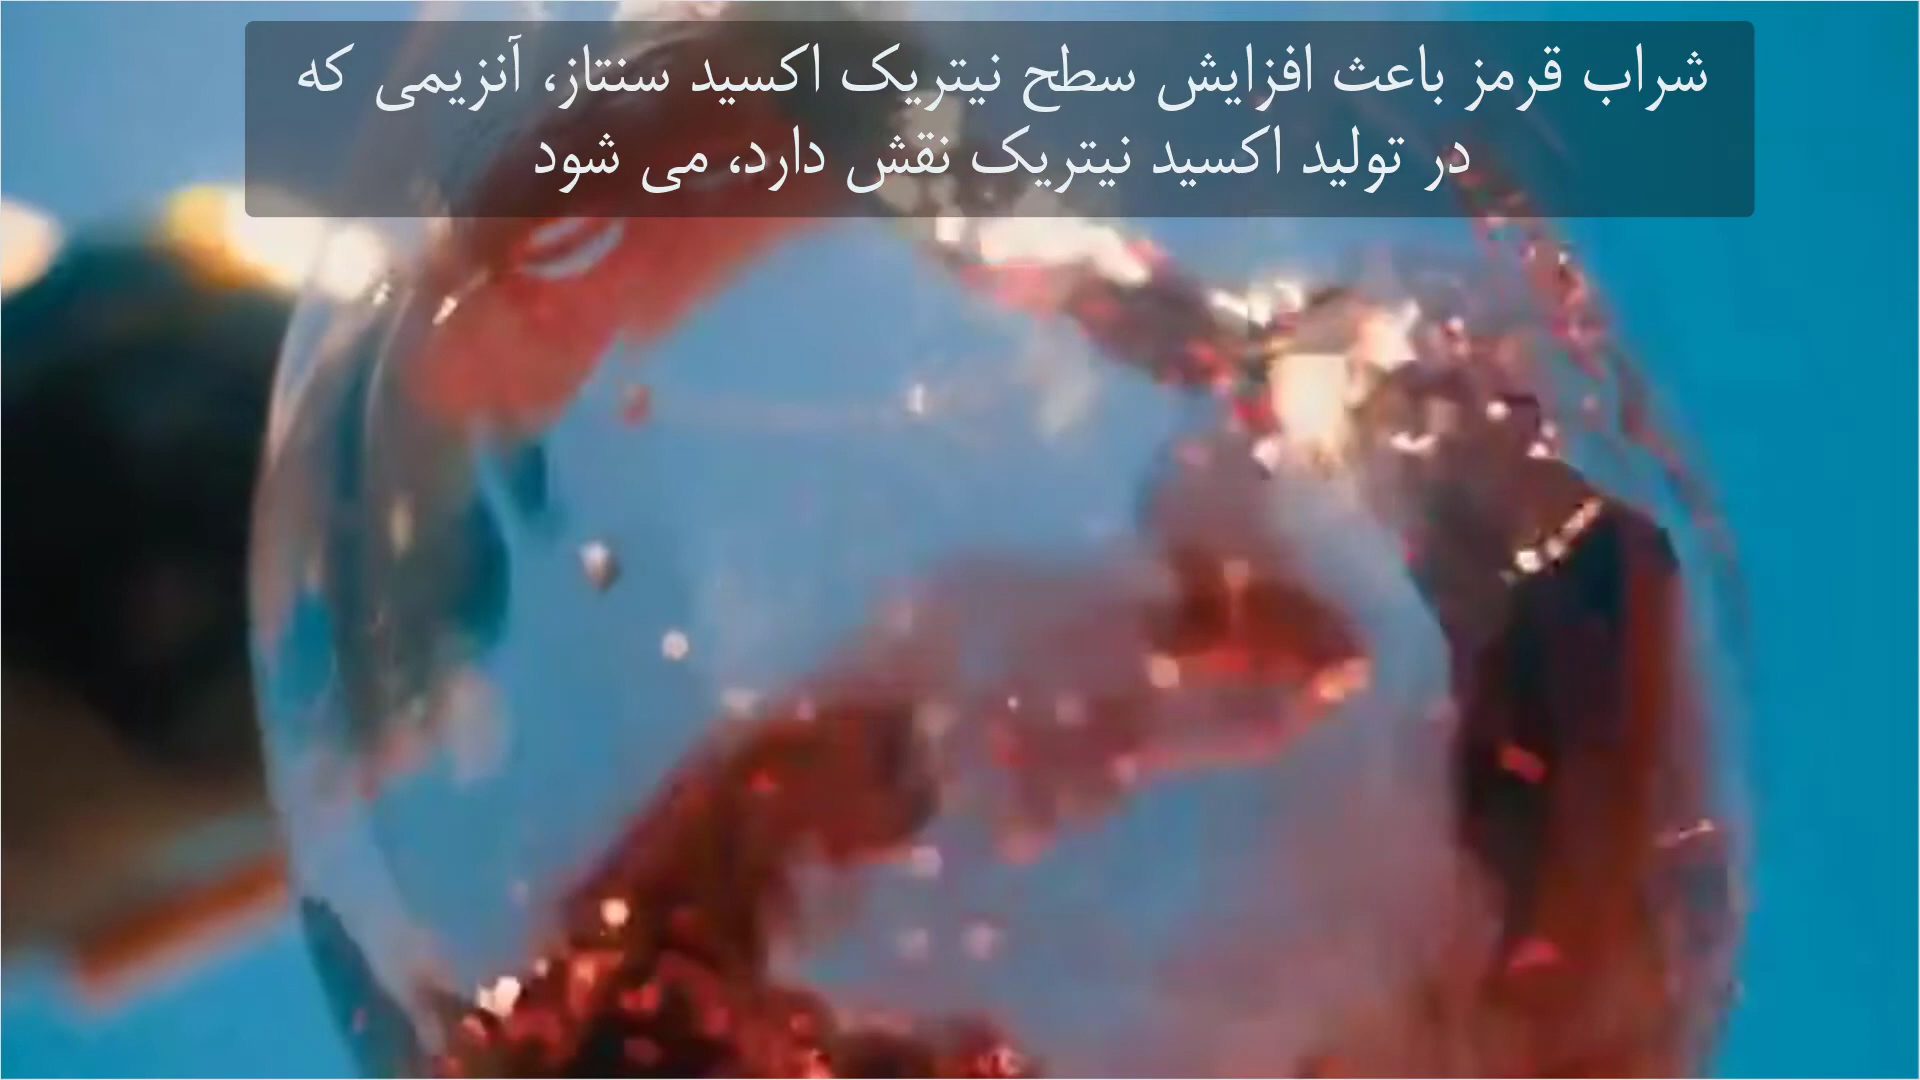 شراب قرمز باعث افزایش سطح نیتریک اکسید سنتاز، آنزیمی که
در تولید اکسید نیتریک نقش دارد، می شود